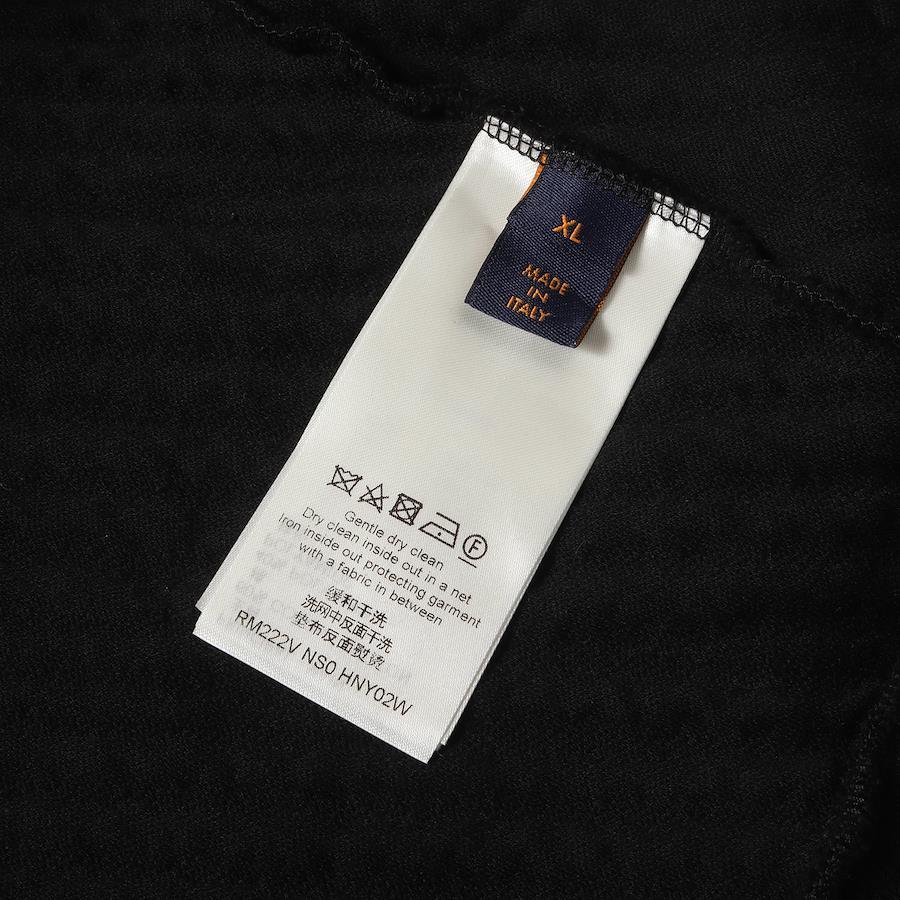 XL
MADE
IN
ITALY
F
Gentle dry clean
Dry clean inside out in a net
Iron inside out protecting garment
with a fabric in between
缓和干洗
洗网中反面干洗
垫布反面熨烫
RM222V NS0 HNY02W